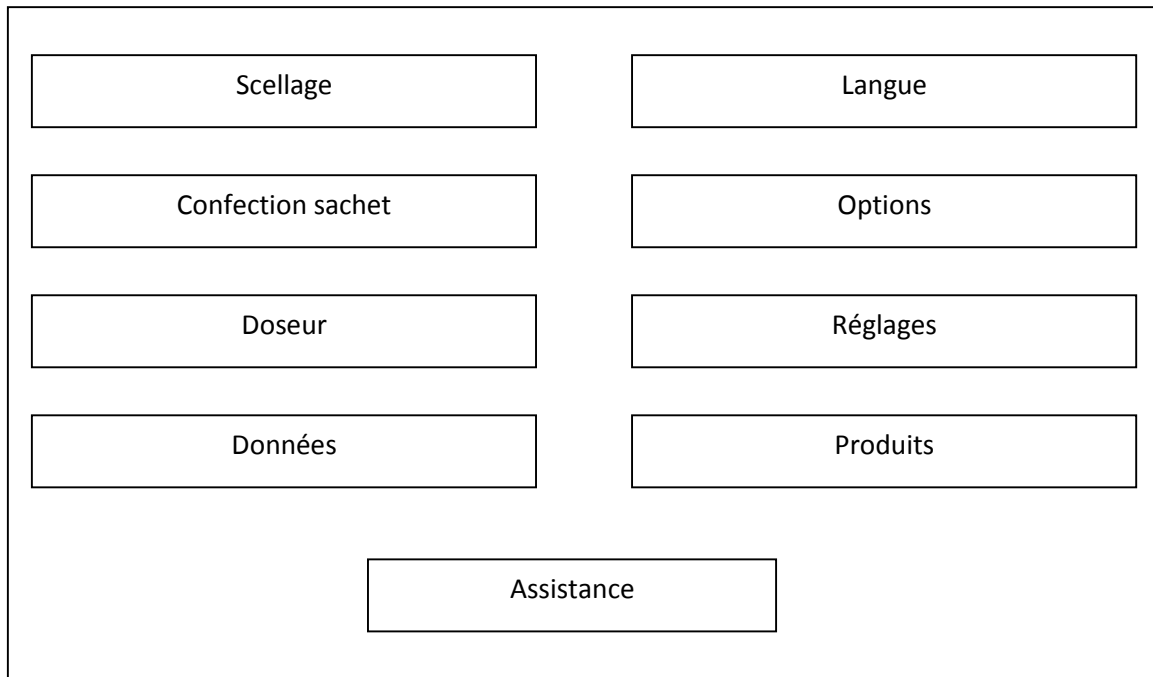 Scellage
Langue
Confection sachet
Options
Doseur
Réglages
Données
Produits
Assistance